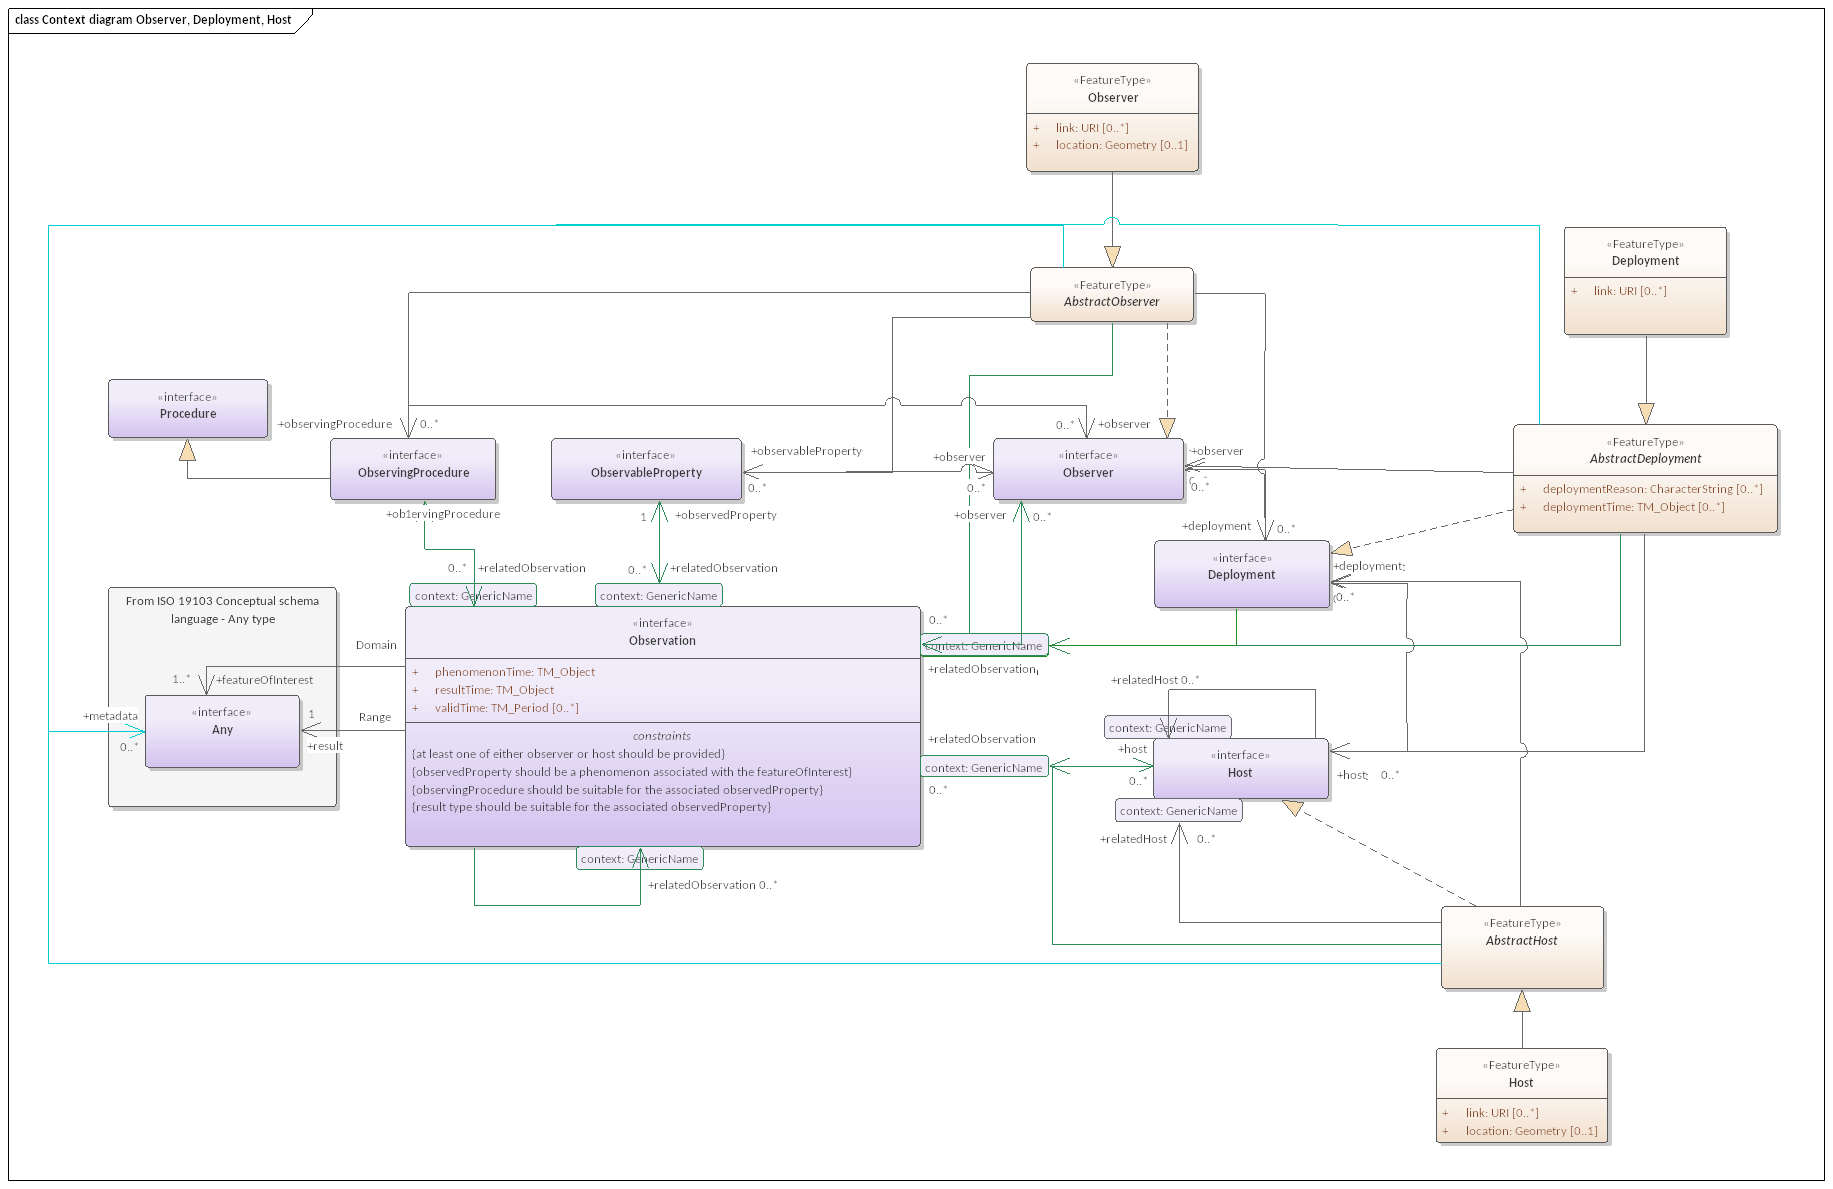 class Context diagram Observer, Deployment, Host
«FeatureType»
Observer
+ link: URI [0..*]
+ location: Geometry [0..1]
«FeatureType»
Deployment
+ link: URI [0..*]
«FeatureType»
AbstractObserver
«interface»
Procedure
+observingProcedure
0..*
0..*
+observer
«interface»
ObservingProcedure
«interface»
ObservableProperty
+observableProperty
0..*
+observer
0..*
«interface»
Observer
+observer
0..*
«FeatureType»
AbstractDeployment
+ deploymentReason: CharacterString [0..*]
+ deploymentTime: TM_Object [0..*]
1
+observedProperty
+observer
0..*
+deployment
0..*
«interface»
Deployment
+deployment
0..*
0..*
+relatedObservation
0..*
+relatedObservation
context: GenericName
context: GenericName
From ISO 19103 Conceptual schema
language - Any type
«interface»
Observation
+ phenomenonTime: TM_Object
+ resultTime: TM_Object
+ validTime: TM_Period [0..*]
constraints
{at least one of either observer or host should be provided}
{observedProperty should be a phenomenon associated with the featureOfInterest}
{observingProcedure should be suitable for the associated observedProperty}
{result type should be suitable for the associated observedProperty}
0..*
context: GenericName
+relatedObservation
Domain
1..*
+featureOfInterest
«interface»
Any
+metadata
0..*
1
+result
Range
+relatedObservation
context: GenericName
0..*
+relatedHost 0..*
context: GenericName
+host
0..*
«interface»
Host
+host
0..*
context: GenericName
+relatedHost
0..*
context: GenericName
+relatedObservation 0..*
«FeatureType»
AbstractHost
«FeatureType»
Host
+ link: URI [0..*]
+ location: Geometry [0..1]